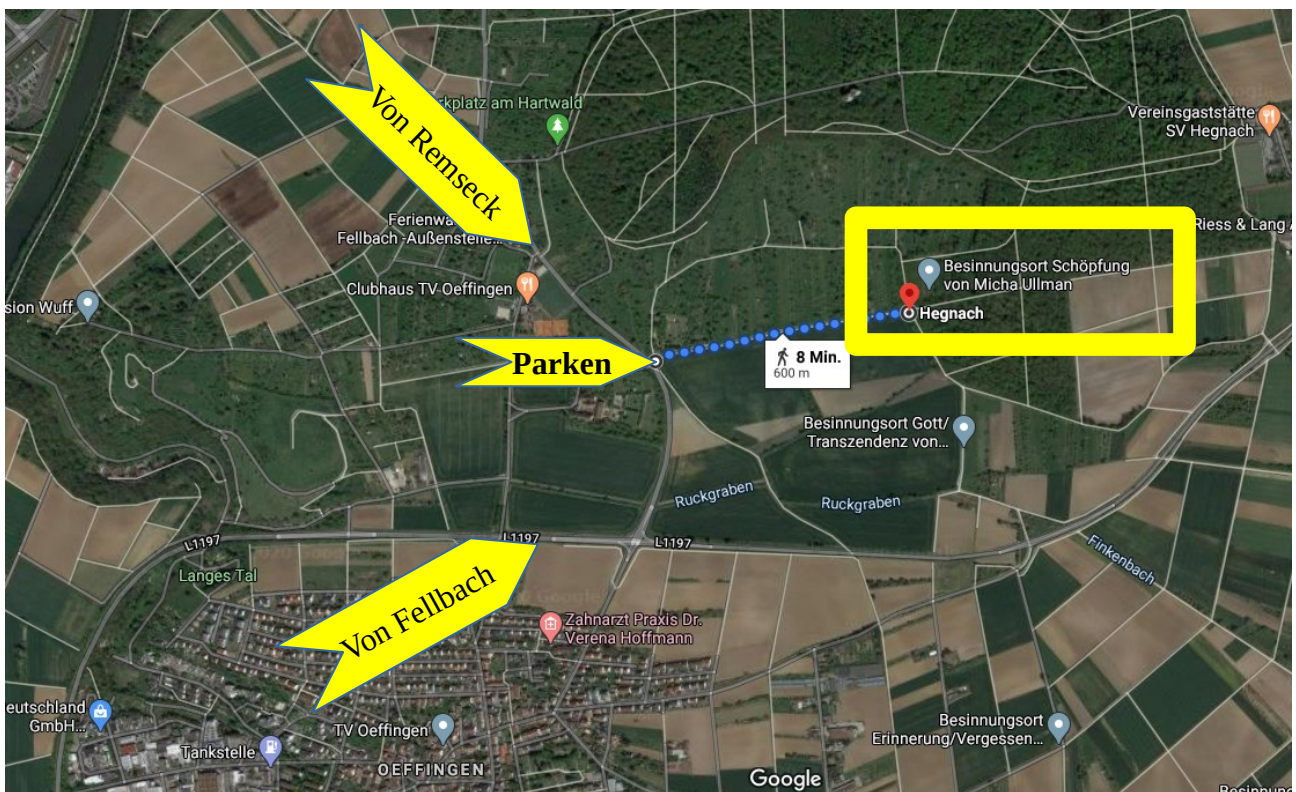 Von Remseck
rkplatz am Hartwald
Vereinsgaststätte
SV Hegnach
Ferienwa
Fellbach -Außenstelle...
Riess & Lang A
Besinnungsort Schöpfung
von Micha Ullman
Clubhaus TV-Oeffingen
sion Wuff
Hegnach
Parken
8 Min.
600 m
Besinnungsort Gott/
Transzendenz von...
Ruckgraben
Ruckgraben
L1197
L1197
L1197
Finkenbach
Langes Tal
Von Fellbach
Zahnarzt Praxis Dr.
Verena Hoffmann
eutschland
GmbH...
TV Oeffingen
Besinnungsort
Erinnerung/Vergessen...
Tankstelle
OEFFINGEN
Google